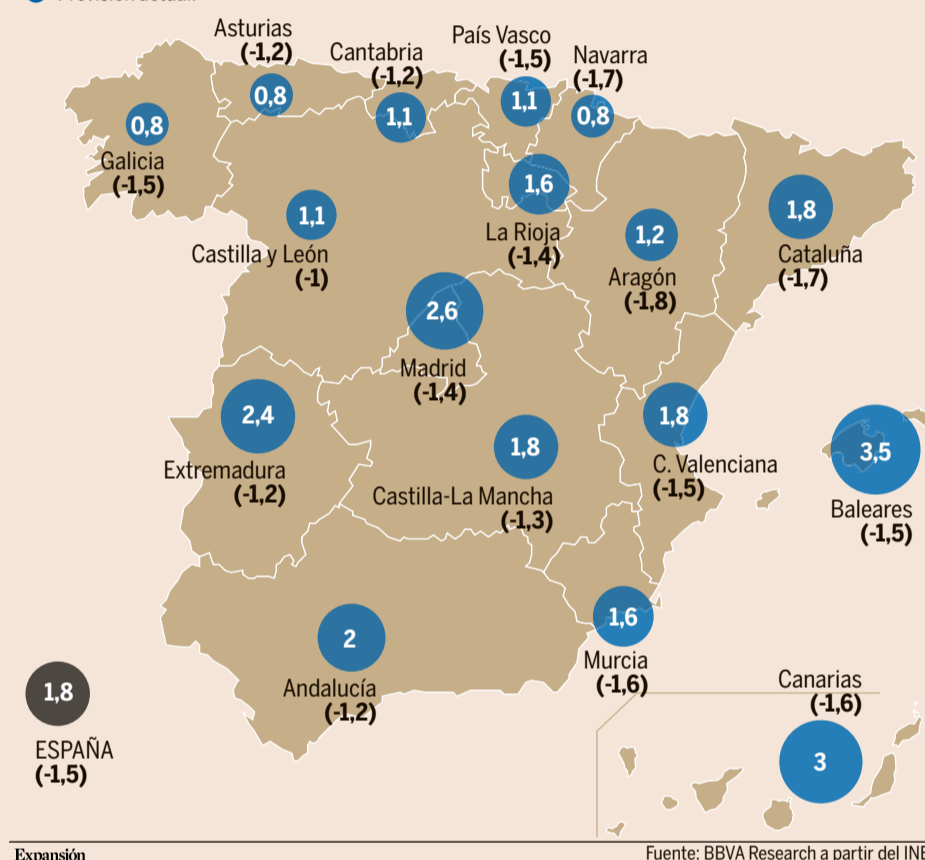 Asturias
(-1,2)
0,8
Cantabria
(-1,2)
1,1
País Vasco
(-1,5)
1,1
Navarra
(-1,7)
0,8
0,8
Galicia
(-1,5)
1,6
La Rioja
(-1,4)
1,1
Castilla y León
(-1)
1,2
Aragón
(-1,8)
1,8
Cataluña
(-1,7)
2,6
Madrid
(-1,4)
2,4
Extremadura
(-1,2)
1,8
Castilla-La Mancha
(-1,3)
1,8
C. Valenciana
(-1,5)
3,5
Baleares
(-1,5)
2
Andalucía
(-1,2)
1,6
Murcia
(-1,6)
1,8
ESPAÑA
(-1,5)
Canarias
(-1,6)
3
Expansión
Fuente: BBVA Research a partir del INE